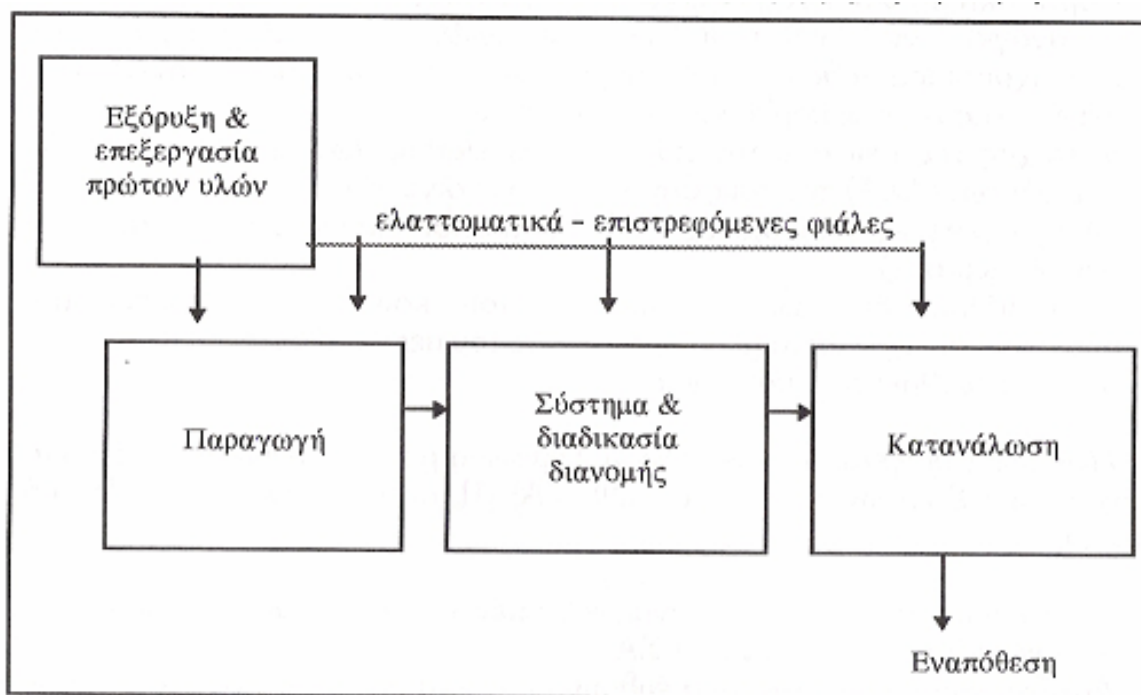 Εξόρυξη &
επεξεργασία
πρώτων υλών
ελαττωματικά – επιστρεφόμενες φιάλες
Παραγωγή
Σύστημα &
διαδικασία
διανομής
Κατανάλωση
Εναπόθεση